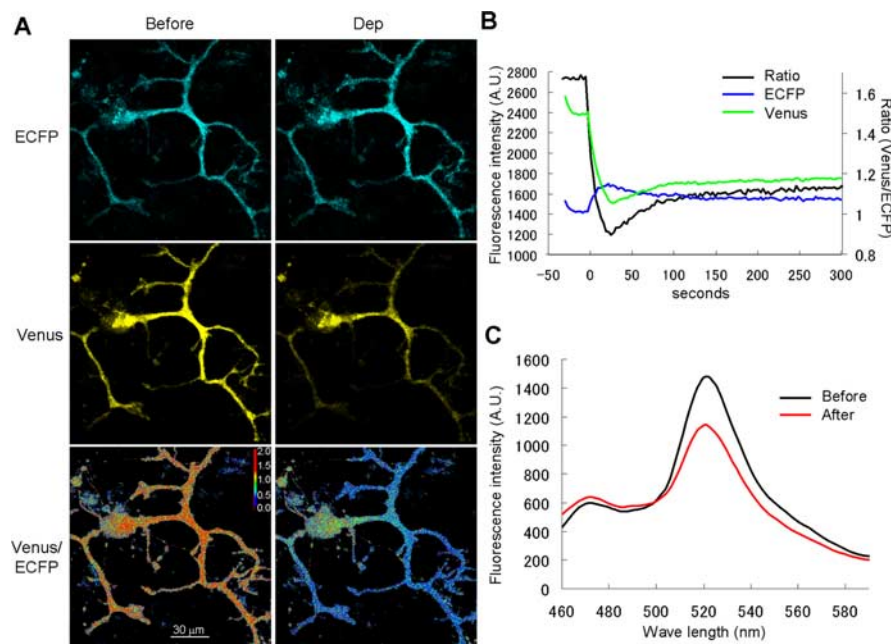 A
Before
Dep
ECFP
Venus
Venus/
ECFP
2.0
1.5
1.0
0.5
0.0
30 μm
B
Fluorescence intensity (A.U.)
2800
2600
2400
2200
2000
1800
1600
1400
1200
1000
Ratio
ECFP
Venus
1.6
1.4
1.2
1
0.8
Ratio (Venus/ECFP)
-50 0 50 100 150 200 250 300
seconds
C
Fluorescence intensity (A.U.)
1600
1400
1200
1000
800
600
400
200
0
Before
After
460 480 500 520 540 560 580
Wave length (nm)